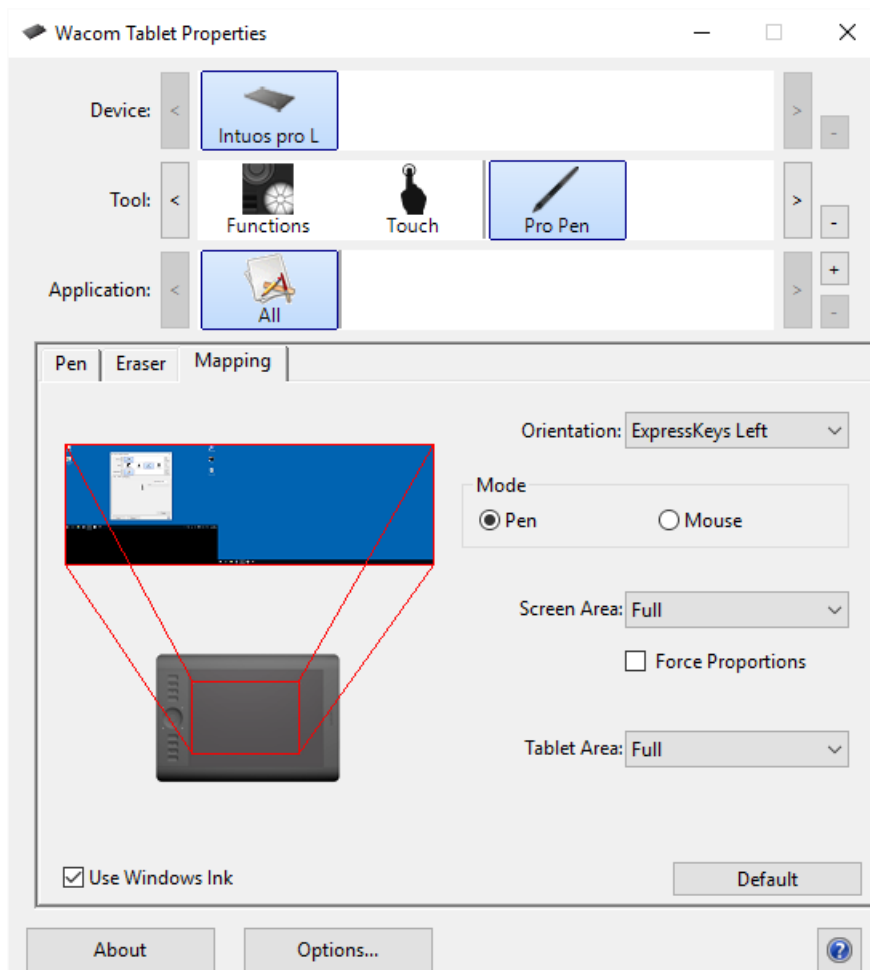 Wacom Tablet Properties
Device:
<
Intuos pro L
>
-
Tool:
<
Functions
Touch
Pro Pen
>
-
Application:
<
All
>
+
-
Pen
Eraser
Mapping
Orientation: ExpressKeys Left
Mode
Pen
Mouse
Screen Area: Full
Force Proportions
Tablet Area: Full
Use Windows Ink
Default
About
Options...
?